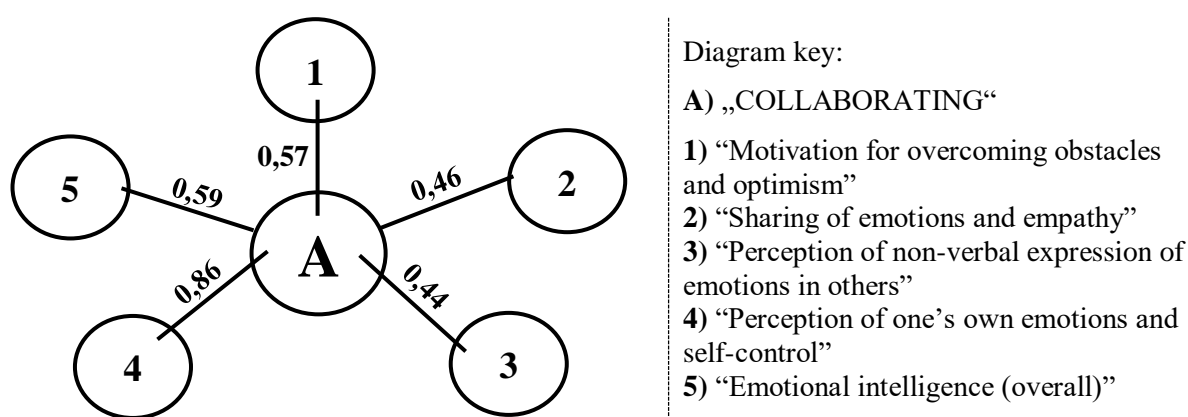 1
0,57
5
0,59
0,46
2
A
0,86
0,44
4
3
Diagram key:
A) „COLLABORATING“
1) “Motivation for overcoming obstacles
and optimism”
2) “Sharing of emotions and empathy”
3) “Perception of non-verbal expression of
emotions in others”
4) “Perception of one’s own emotions and
self-control”
5) “Emotional intelligence (overall)”